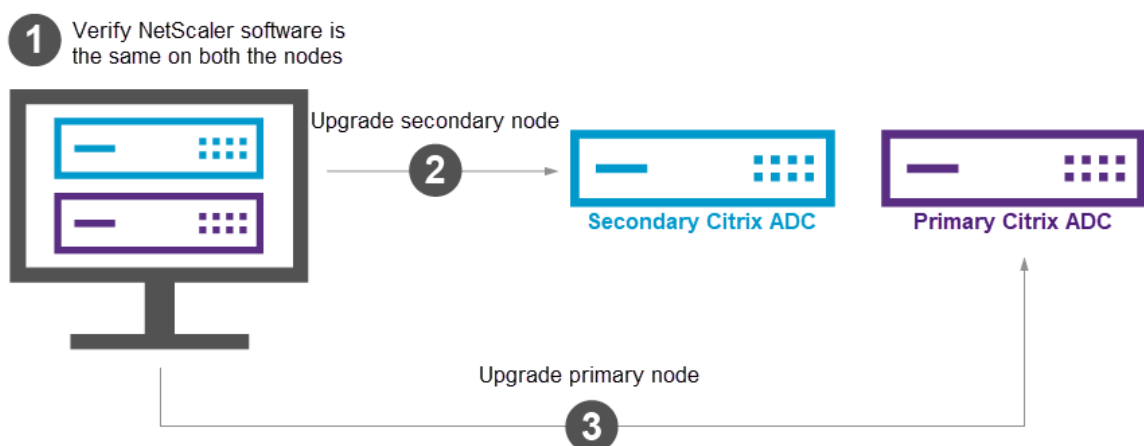 1
Verify NetScaler software is
the same on both the nodes
Upgrade secondary node
2
Secondary Citrix ADC
Primary Citrix ADC
Upgrade primary node
3